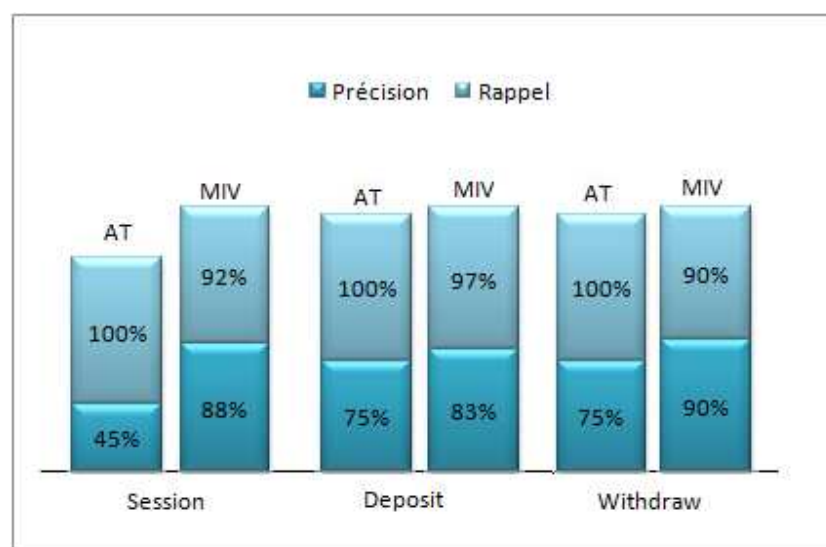 Précision Rappel
AT MIV AT MIV AT MIV
100% 92% 100% 97% 100% 90%
45% 88% 75% 83% 75% 90%
Session Deposit Withdraw